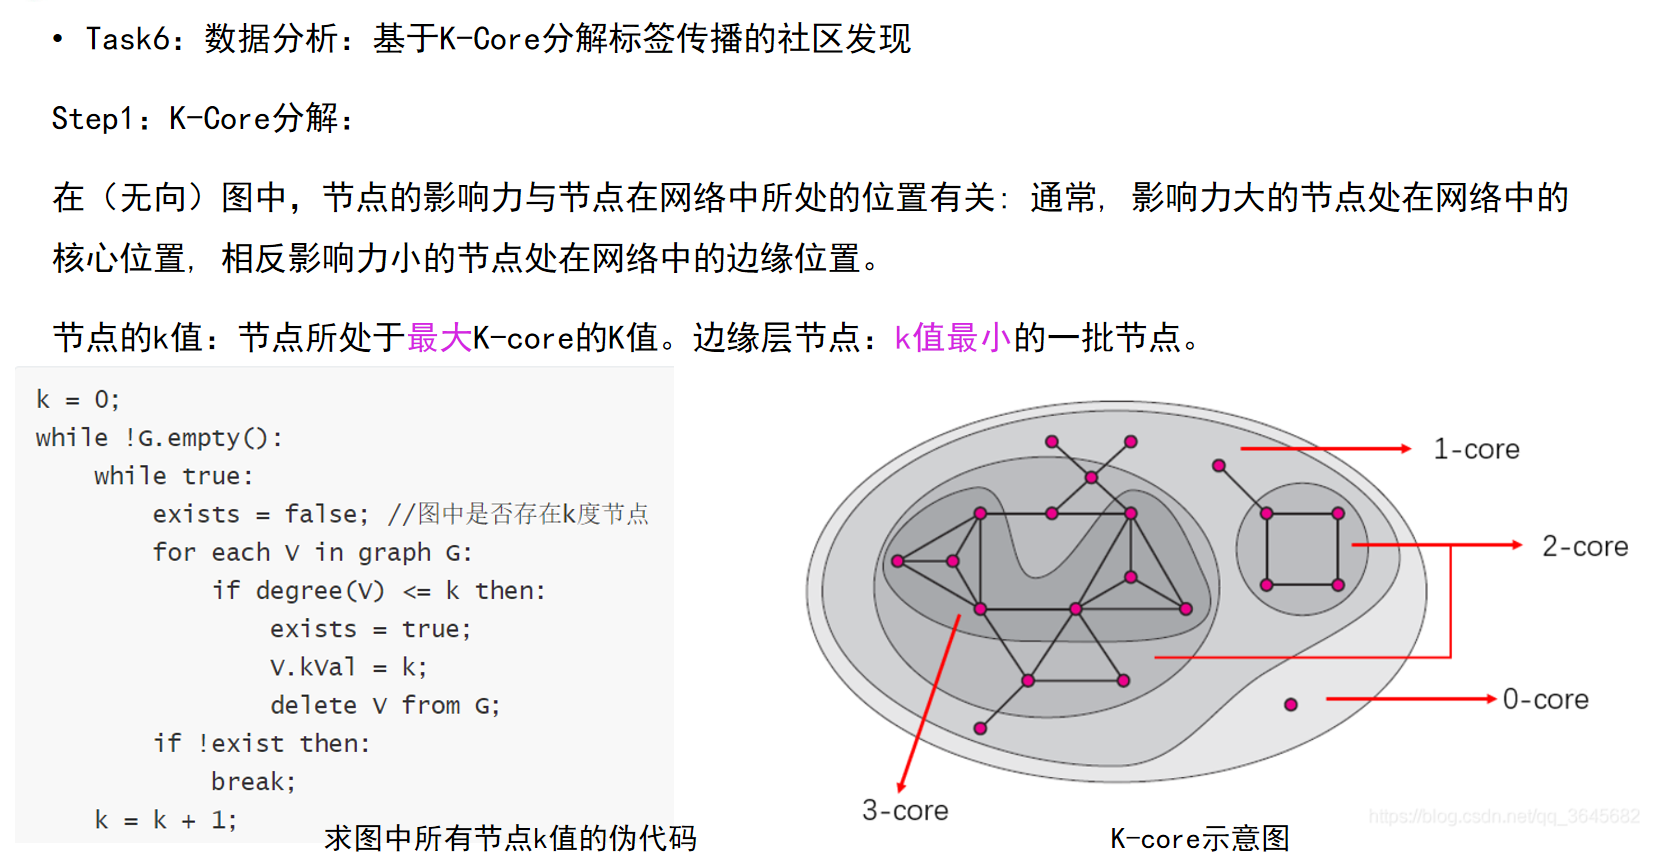 • Task6：数据分析：基于K-Core分解标签传播的社区发现
Step1：K-Core分解：
在（无向）图中，节点的影响力与节点在网络中所处的位置有关：通常，影响力大的节点处在网络中的
核心位置，相反影响力小的节点处在网络中的边缘位置。
节点的k值：节点所处于最大K-core的K值。边缘层节点：k值最小的一批节点。
k = 0;
while !G.empty():
    while true:
        exists = false; //图中是否存在k度节点
        for each V in graph G:
            if degree(V) <= k then:
                exists = true;
                V.kVal = k;
                delete V from G;
        if !exist then:
            break;
    k = k + 1;
求图中所有节点k值的伪代码
1-core
2-core
0-core
3-core
https://blog.csdn.net/qq_3645682
K-core示意图